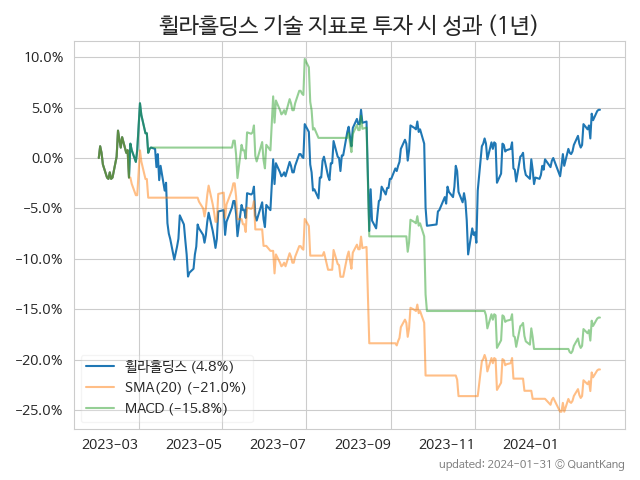 휠라홀딩스 기술 지표로 투자 시 성과 (1년)
10.0%
5.0%
0.0%
−5.0%
−10.0%
−15.0%
−20.0%
−25.0%
휠라홀딩스 (4.8%)
SMA(20) (−21.0%)
MACD (−15.8%)
2023-03 2023-05 2023-07 2023-09 2023-11 2024-01
updated: 2024-01-31 © QuantKang